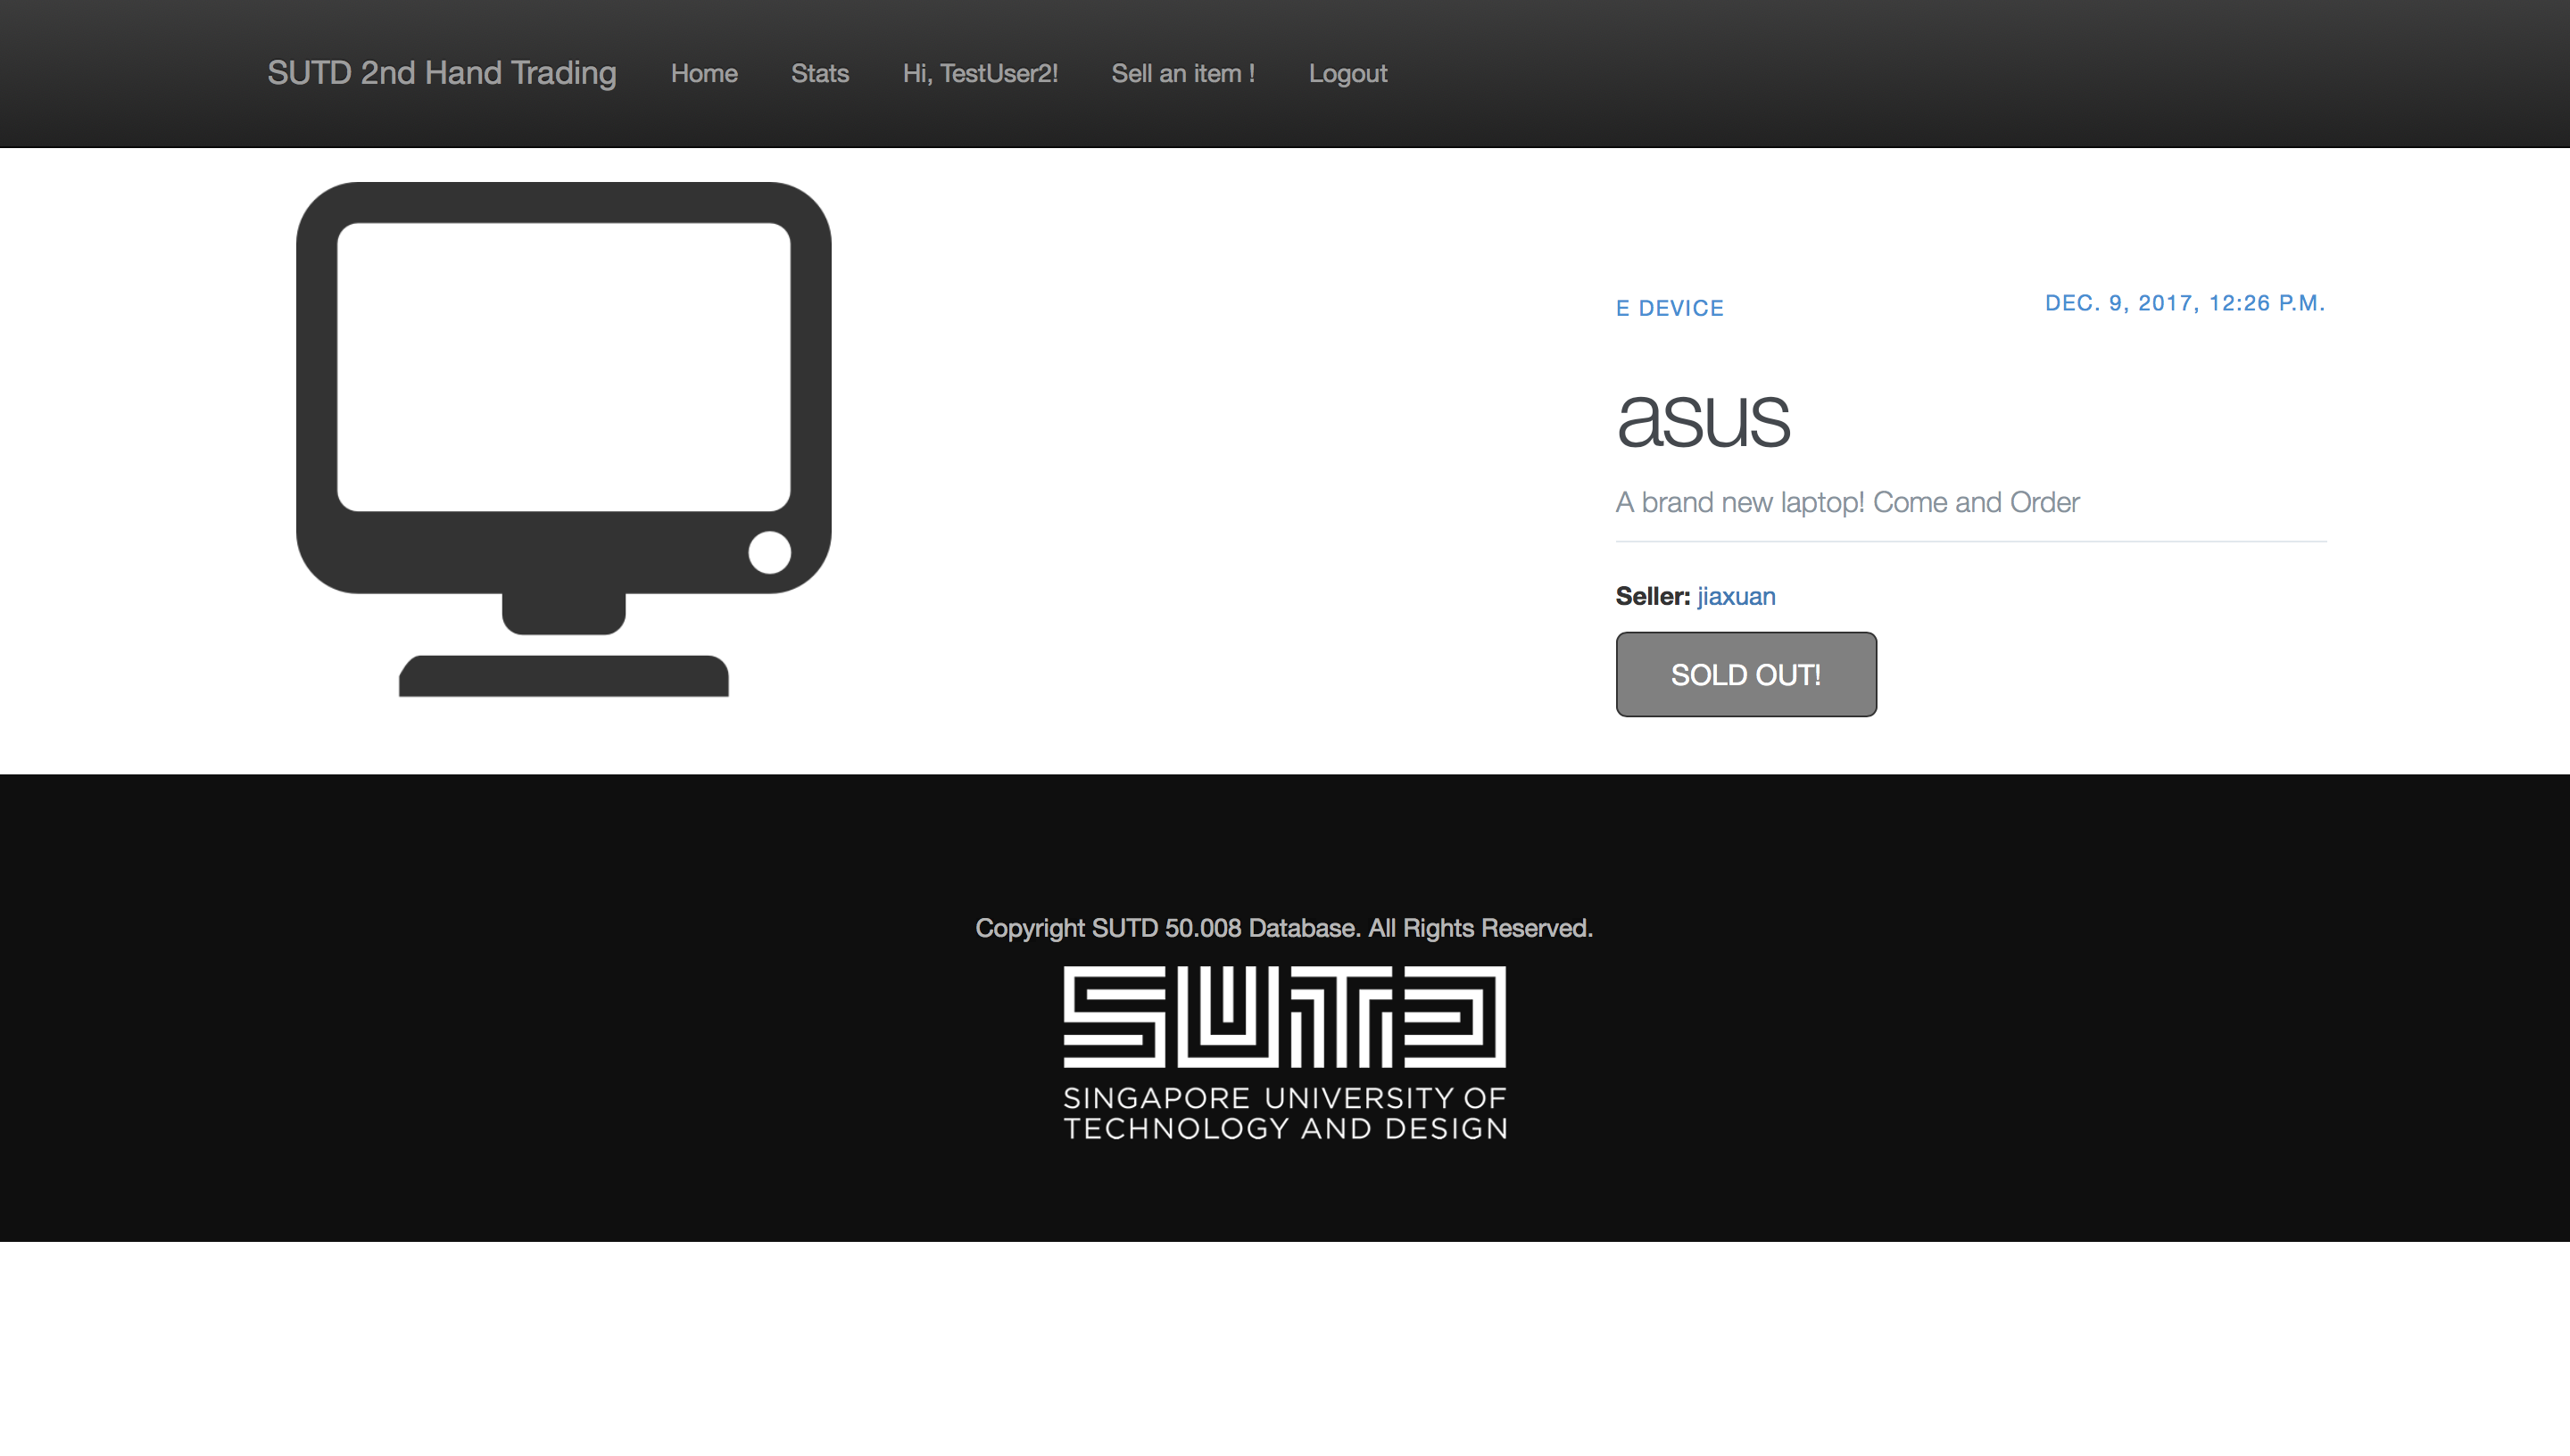 SUTD 2nd Hand Trading Home Stats Hi, TestUser2! Sell an item ! Logout
E DEVICE DEC. 9, 2017, 12:26 P.M.
asus
A brand new laptop! Come and Order
Seller: jiaxuan
SOLD OUT!
Copyright SUTD 50.008 Database. All Rights Reserved.
SUTD
SINGAPORE UNIVERSITY OF
TECHNOLOGY AND DESIGN